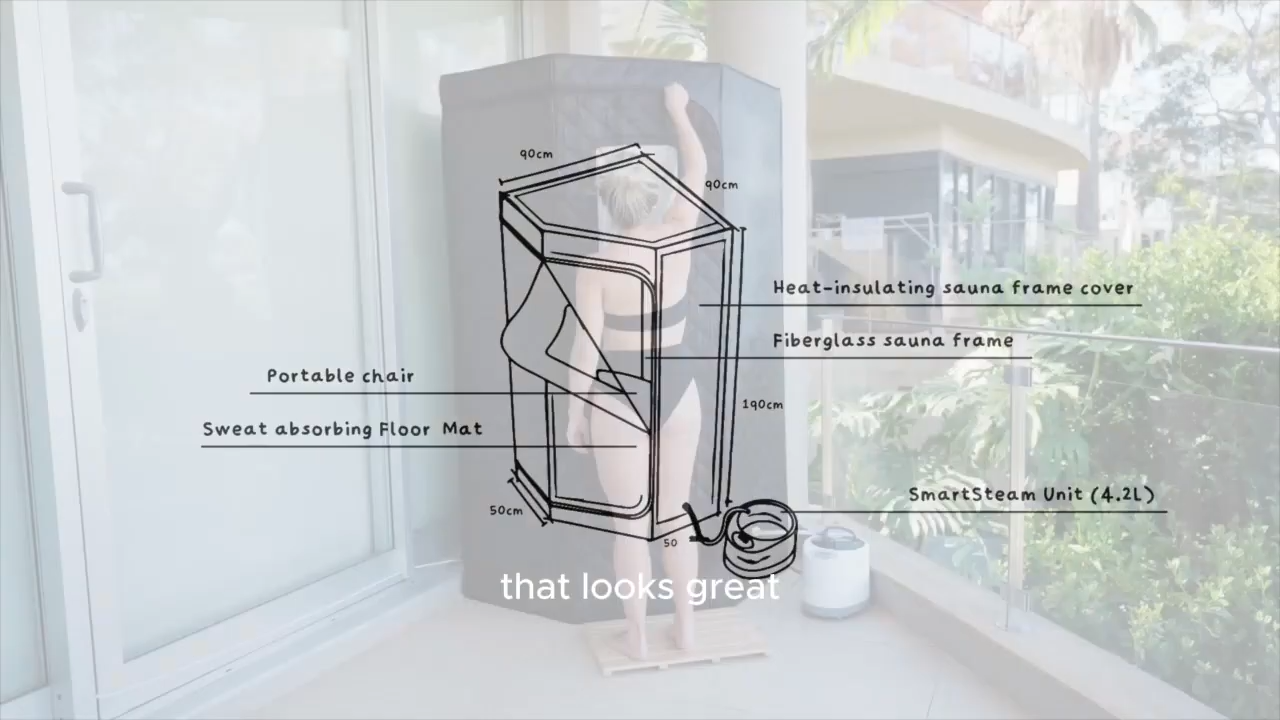 90cm
90cm
Heat-insulating sauna frame cover
Fiberglass sauna frame
Portable chair
190cm
Sweat absorbing Floor Mat
SmartSteam Unit (4.2L)
50cm
50
that looks great